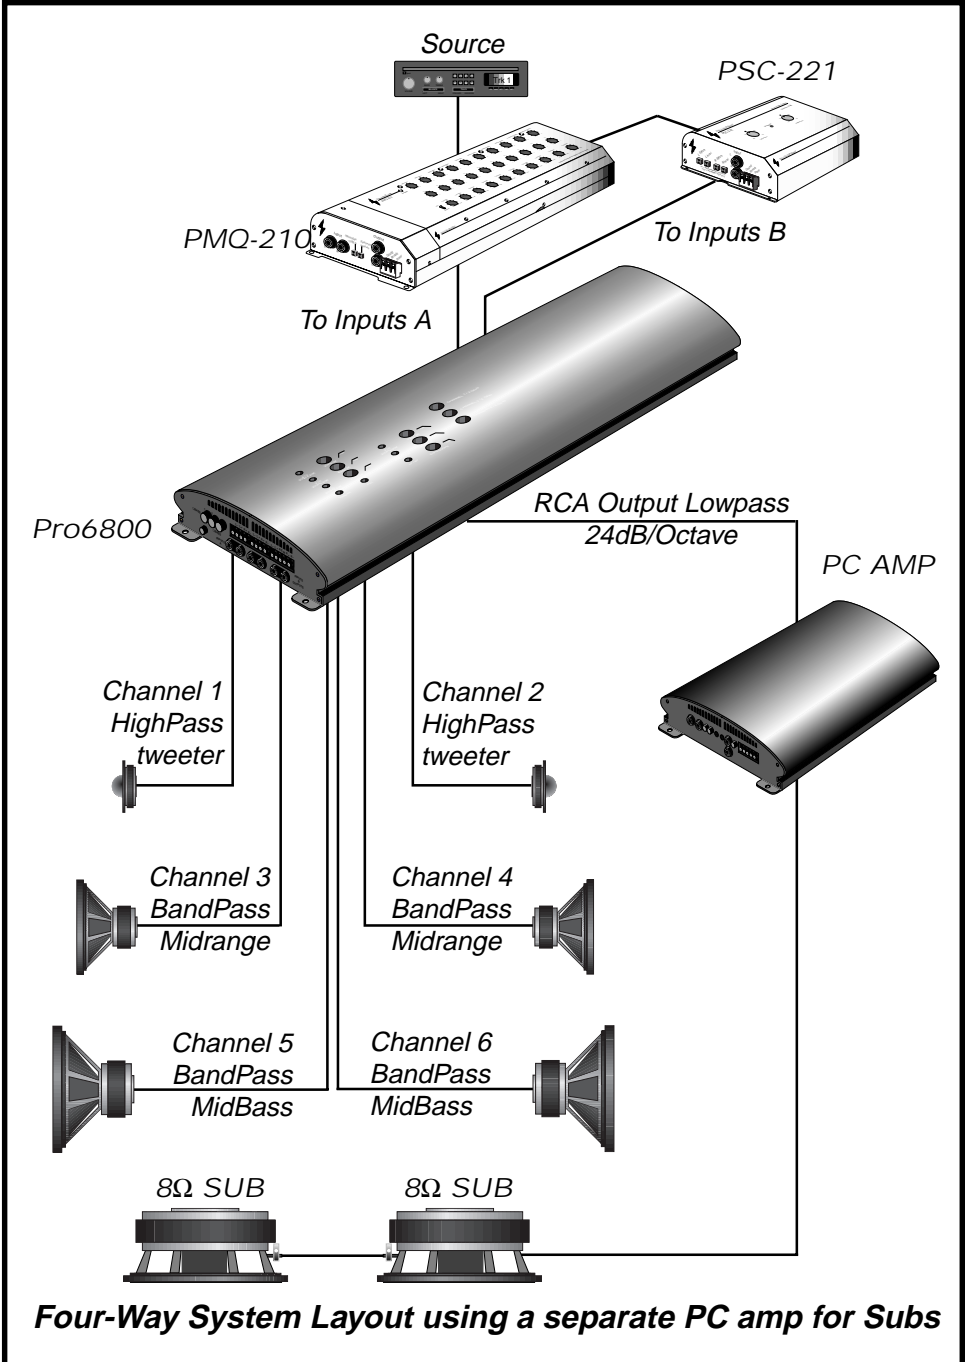 Source
Trk 1
PSC-221
PMQ-210
To Inputs B
To Inputs A
RCA Output Lowpass
24dB/Octave
Pro6800
PC AMP
Channel 1
HighPass
tweeter
Channel 2
HighPass
tweeter
Channel 3
BandPass
Midrange
Channel 4
BandPass
Midrange
Channel 5
BandPass
MidBass
Channel 6
BandPass
MidBass
8Ω SUB
8Ω SUB
Four-Way System Layout using a separate PC amp for Subs